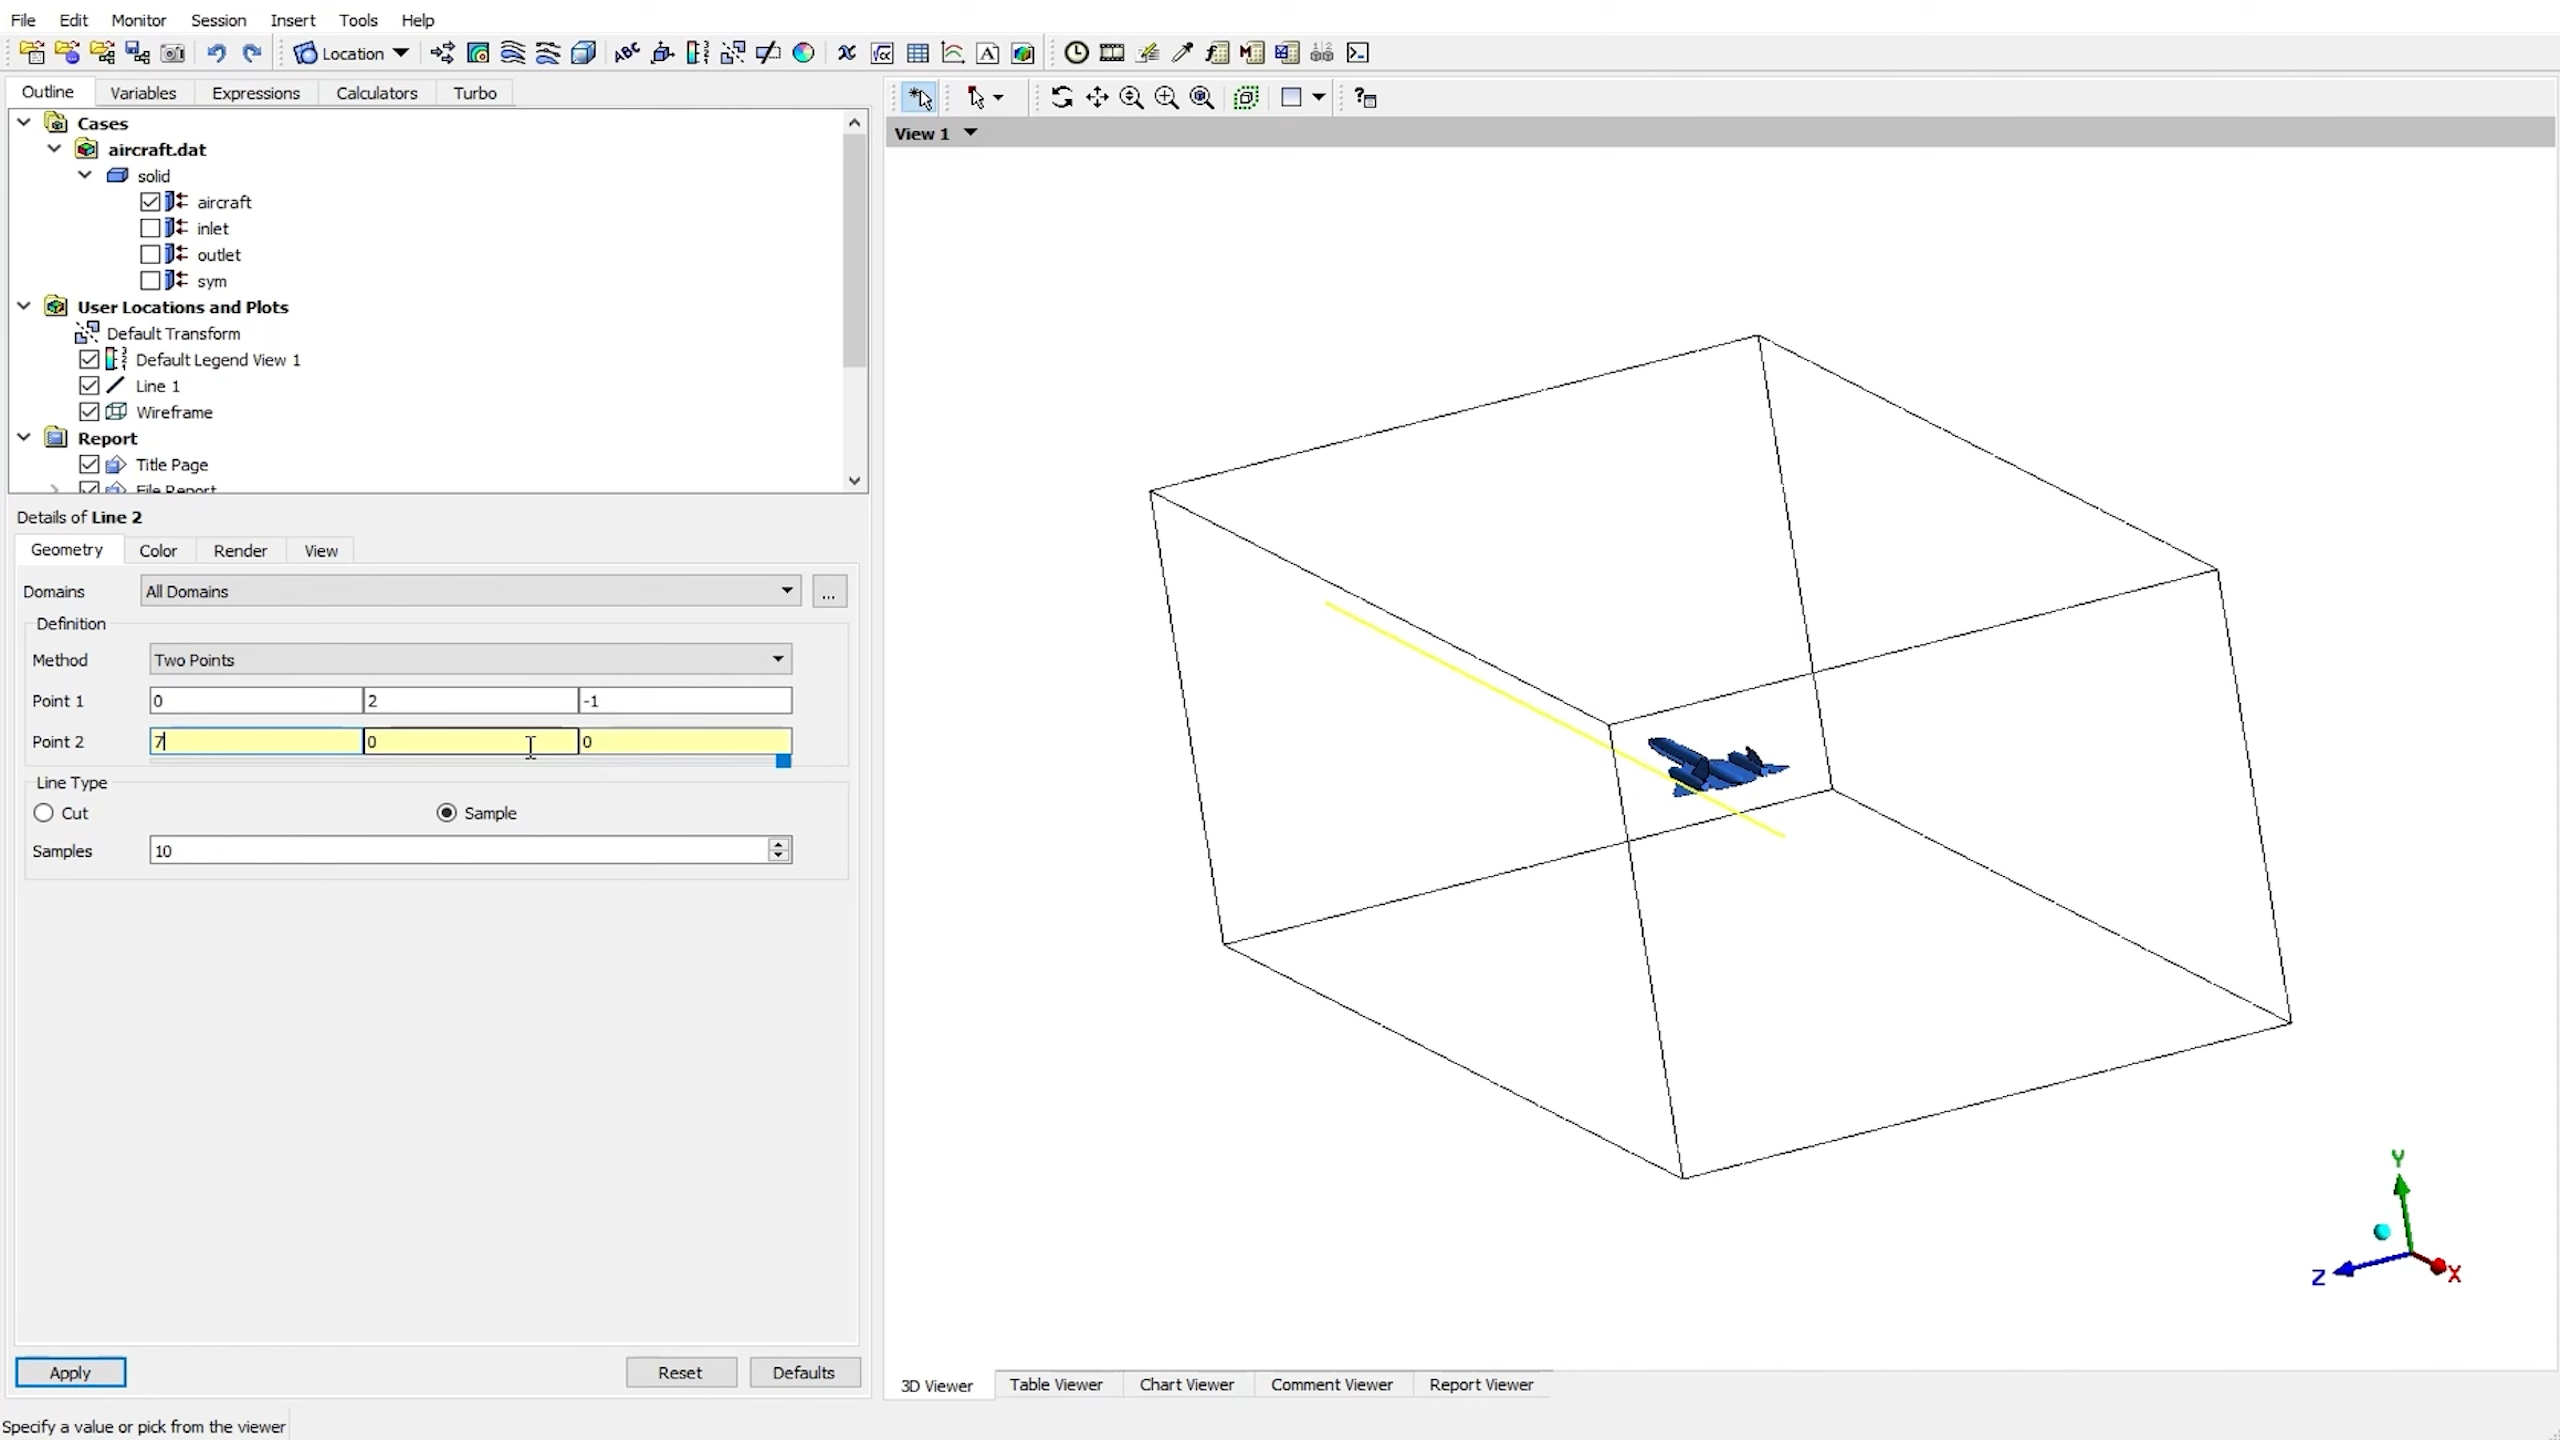 File Edit Monitor Session Insert Tools Help
Location
Outline Variables Expressions Calculators Turbo
Cases
aircraft.dat
solid
aircraft
inlet
outlet
sym
User Locations and Plots
Default Transform
Default Legend View 1
Line 1
Wireframe
Report
Title Page
File Report
Details of Line 2
Geometry Color Render View
Domains All Domains ...
Definition
Method Two Points
Point 1 0 2 -1
Point 2 7 0 0
Line Type
Cut Sample
Samples 10
Apply Reset Defaults
Specify a value or pick from the viewer
View 1
Y
Z X
3D Viewer Table Viewer Chart Viewer Comment Viewer Report Viewer